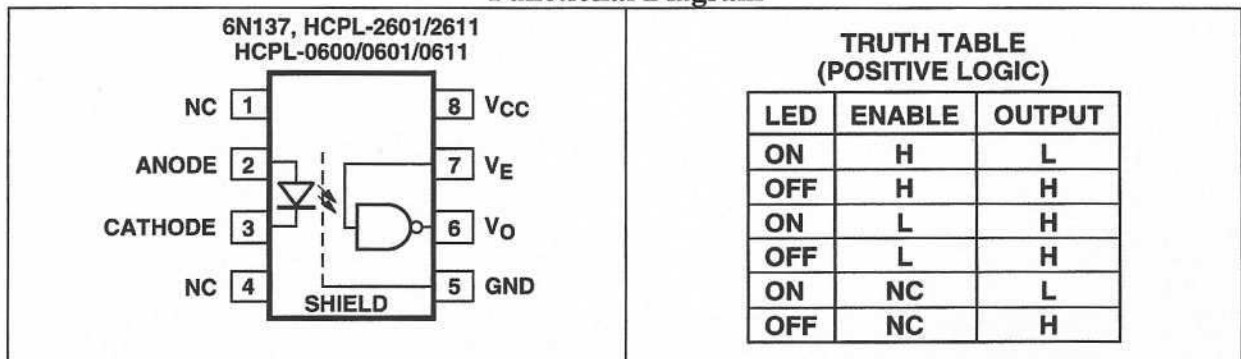 6N137, HCPL-2601/2611
HCPL-0600/0601/0611
NC 1
8 VCC
ANODE 2
7 VE
CATHODE 3
6 VO
NC 4
5 GND
SHIELD
TRUTH TABLE
(POSITIVE LOGIC)
LED ENABLE OUTPUT
ON H L
OFF H H
ON L H
OFF L H
ON NC L
OFF NC H